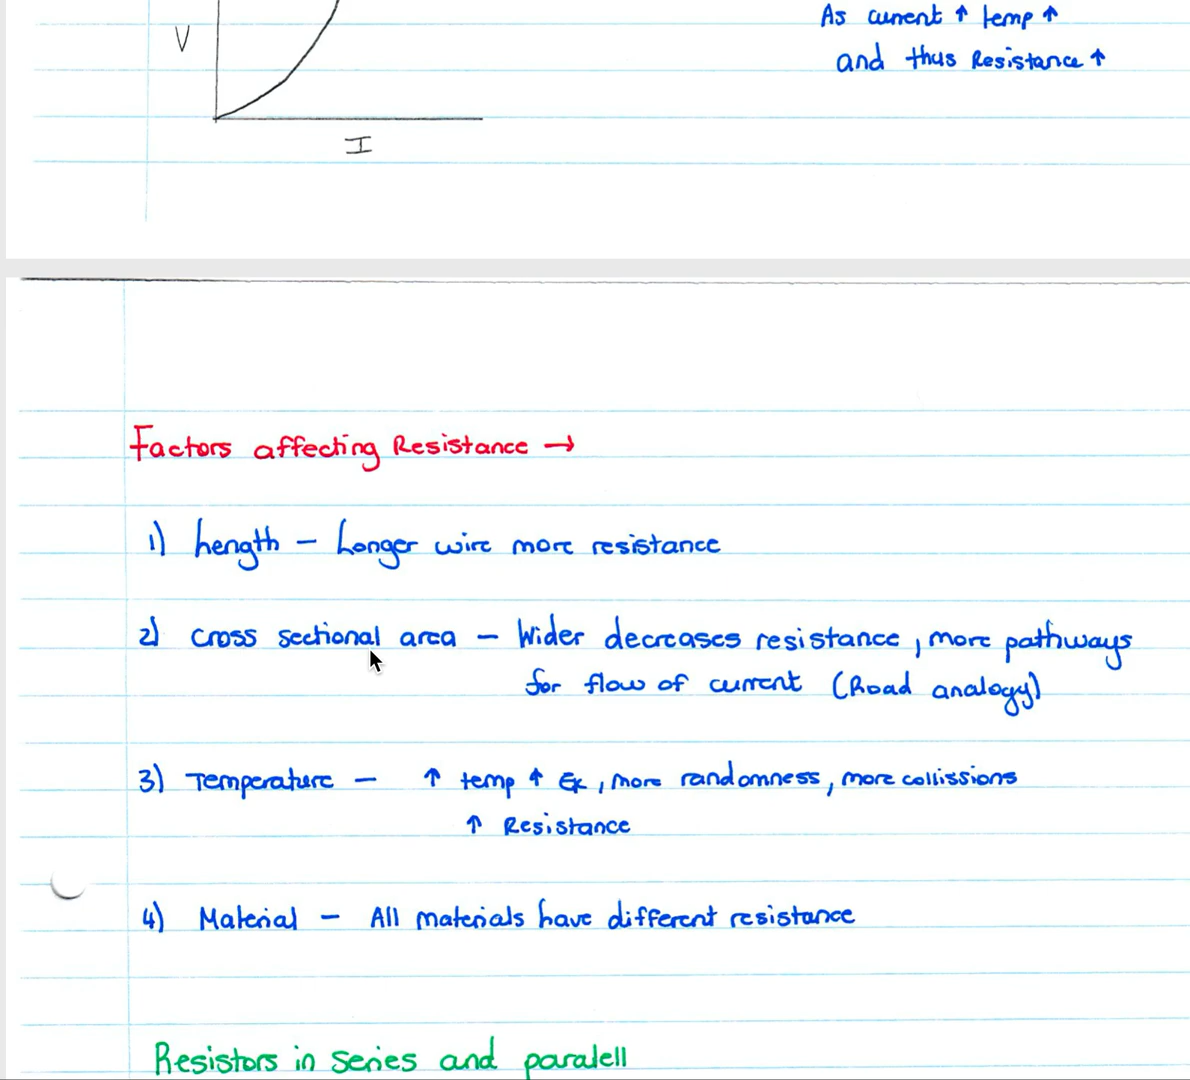 As current ↑ temp ↑
V
and thus Resistance ↑
I
Factors affecting Resistance →
1) Length – Longer wire more resistance
2) Cross sectional area – Wider decreases resistance, more pathways
for flow of current (Road analogy)
3) Temperature – ↑ temp ↑ Ek, more randomness, more collissions
↑ Resistance
4) Material – All materials have different resistance
Resistors in series and paralell